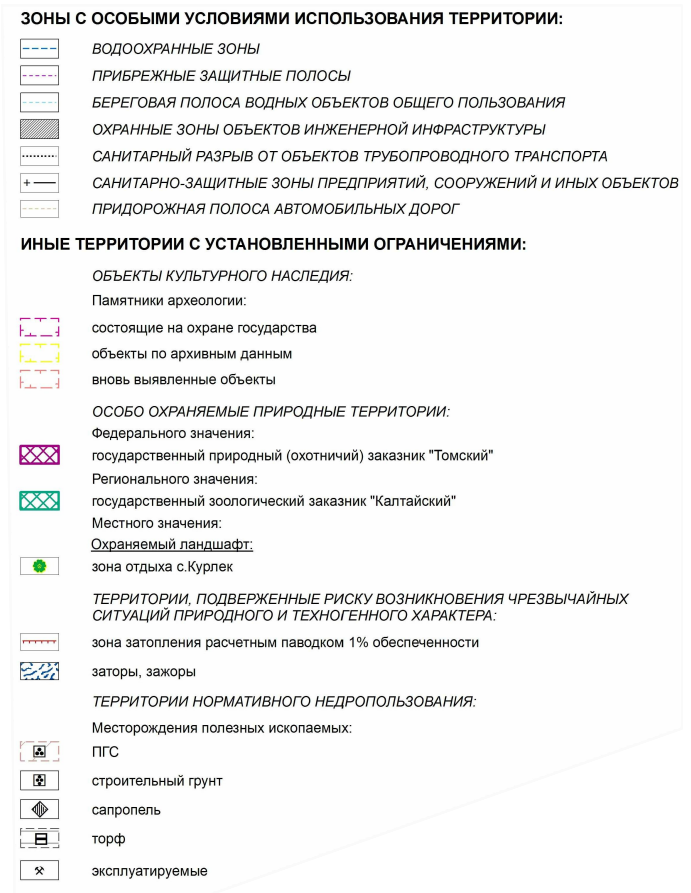 ЗОНЫ С ОСОБЫМИ УСЛОВИЯМИ ИСПОЛЬЗОВАНИЯ ТЕРРИТОРИИ:
ВОДООХРАННЫЕ ЗОНЫ
ПРИБРЕЖНЫЕ ЗАЩИТНЫЕ ПОЛОСЫ
БЕРЕГОВАЯ ПОЛОСА ВОДНЫХ ОБЪЕКТОВ ОБЩЕГО ПОЛЬЗОВАНИЯ
ОХРАННЫЕ ЗОНЫ ОБЪЕКТОВ ИНЖЕНЕРНОЙ ИНФРАСТРУКТУРЫ
САНИТАРНЫЙ РАЗРЫВ ОТ ОБЪЕКТОВ ТРУБОПРОВОДНОГО ТРАНСПОРТА
САНИТАРНО-ЗАЩИТНЫЕ ЗОНЫ ПРЕДПРИЯТИЙ, СООРУЖЕНИЙ И ИНЫХ ОБЪЕКТОВ
ПРИДОРОЖНАЯ ПОЛОСА АВТОМОБИЛЬНЫХ ДОРОГ
ИНЫЕ ТЕРРИТОРИИ С УСТАНОВЛЕННЫМИ ОГРАНИЧЕНИЯМИ:
ОБЪЕКТЫ КУЛЬТУРНОГО НАСЛЕДИЯ:
Памятники археологии:
состоящие на охране государства
объекты по архивным данным
вновь выявленные объекты
ОСОБО ОХРАНЯЕМЫЕ ПРИРОДНЫЕ ТЕРРИТОРИИ:
Федерального значения:
государственный природный (охотничий) заказник "Томский"
Регионального значения:
государственный зоологический заказник "Калтайский"
Местного значения:
Охраняемый ландшафт:
зона отдыха с.Курлек
ТЕРРИТОРИИ, ПОДВЕРЖЕННЫЕ РИСКУ ВОЗНИКНОВЕНИЯ ЧРЕЗВЫЧАЙНЫХ
СИТУАЦИЙ ПРИРОДНОГО И ТЕХНОГЕННОГО ХАРАКТЕРА:
зона затопления расчетным паводком 1% обеспеченности
заторы, зажоры
ТЕРРИТОРИИ НОРМАТИВНОГО НЕДРОПОЛЬЗОВАНИЯ:
Месторождения полезных ископаемых:
ПГС
строительный грунт
сапропель
торф
эксплуатируемые